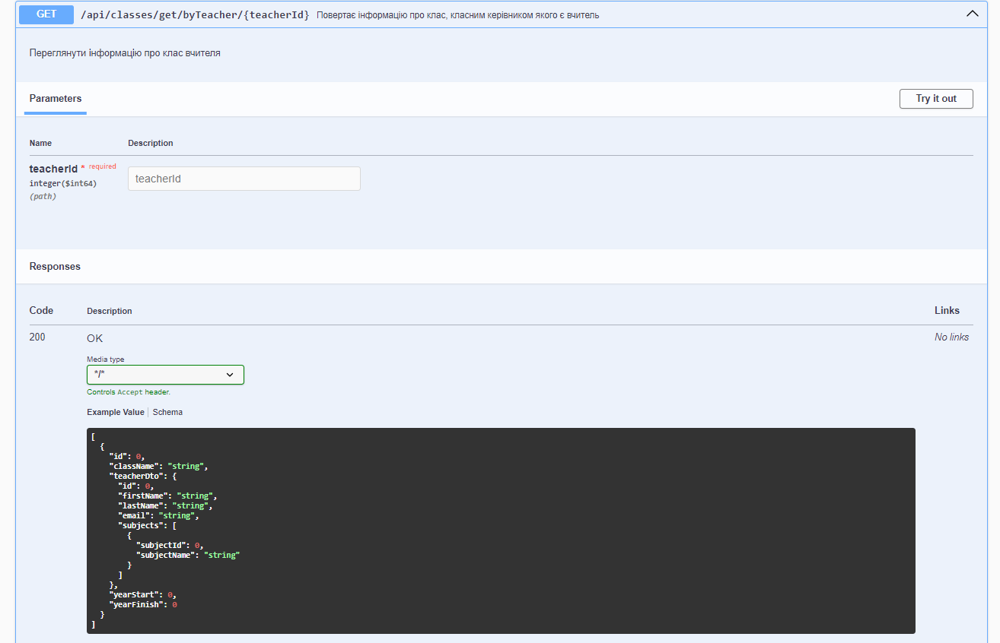 GET /api/classes/get/byTeacher/{teacherId} Повертає інформацію про клас, класним керівником якого є вчитель
Переглянути інформацію про клас вчителя
Parameters
Try it out
Name Description
teacherId * required
integer($int64)
(path)
teacherId
Responses
Code Description Links
200 OK No links
Media type
*/*
Controls Accept header.
Example Value Schema
[
  {
    "id": 0,
    "className": "string",
    "teacherDto": {
      "id": 0,
      "firstName": "string",
      "lastName": "string",
      "email": "string",
      "subjects": [
        {
          "subjectId": 0,
          "subjectName": "string"
        }
      ]
    },
    "yearStart": 0,
    "yearFinish": 0
  }
]